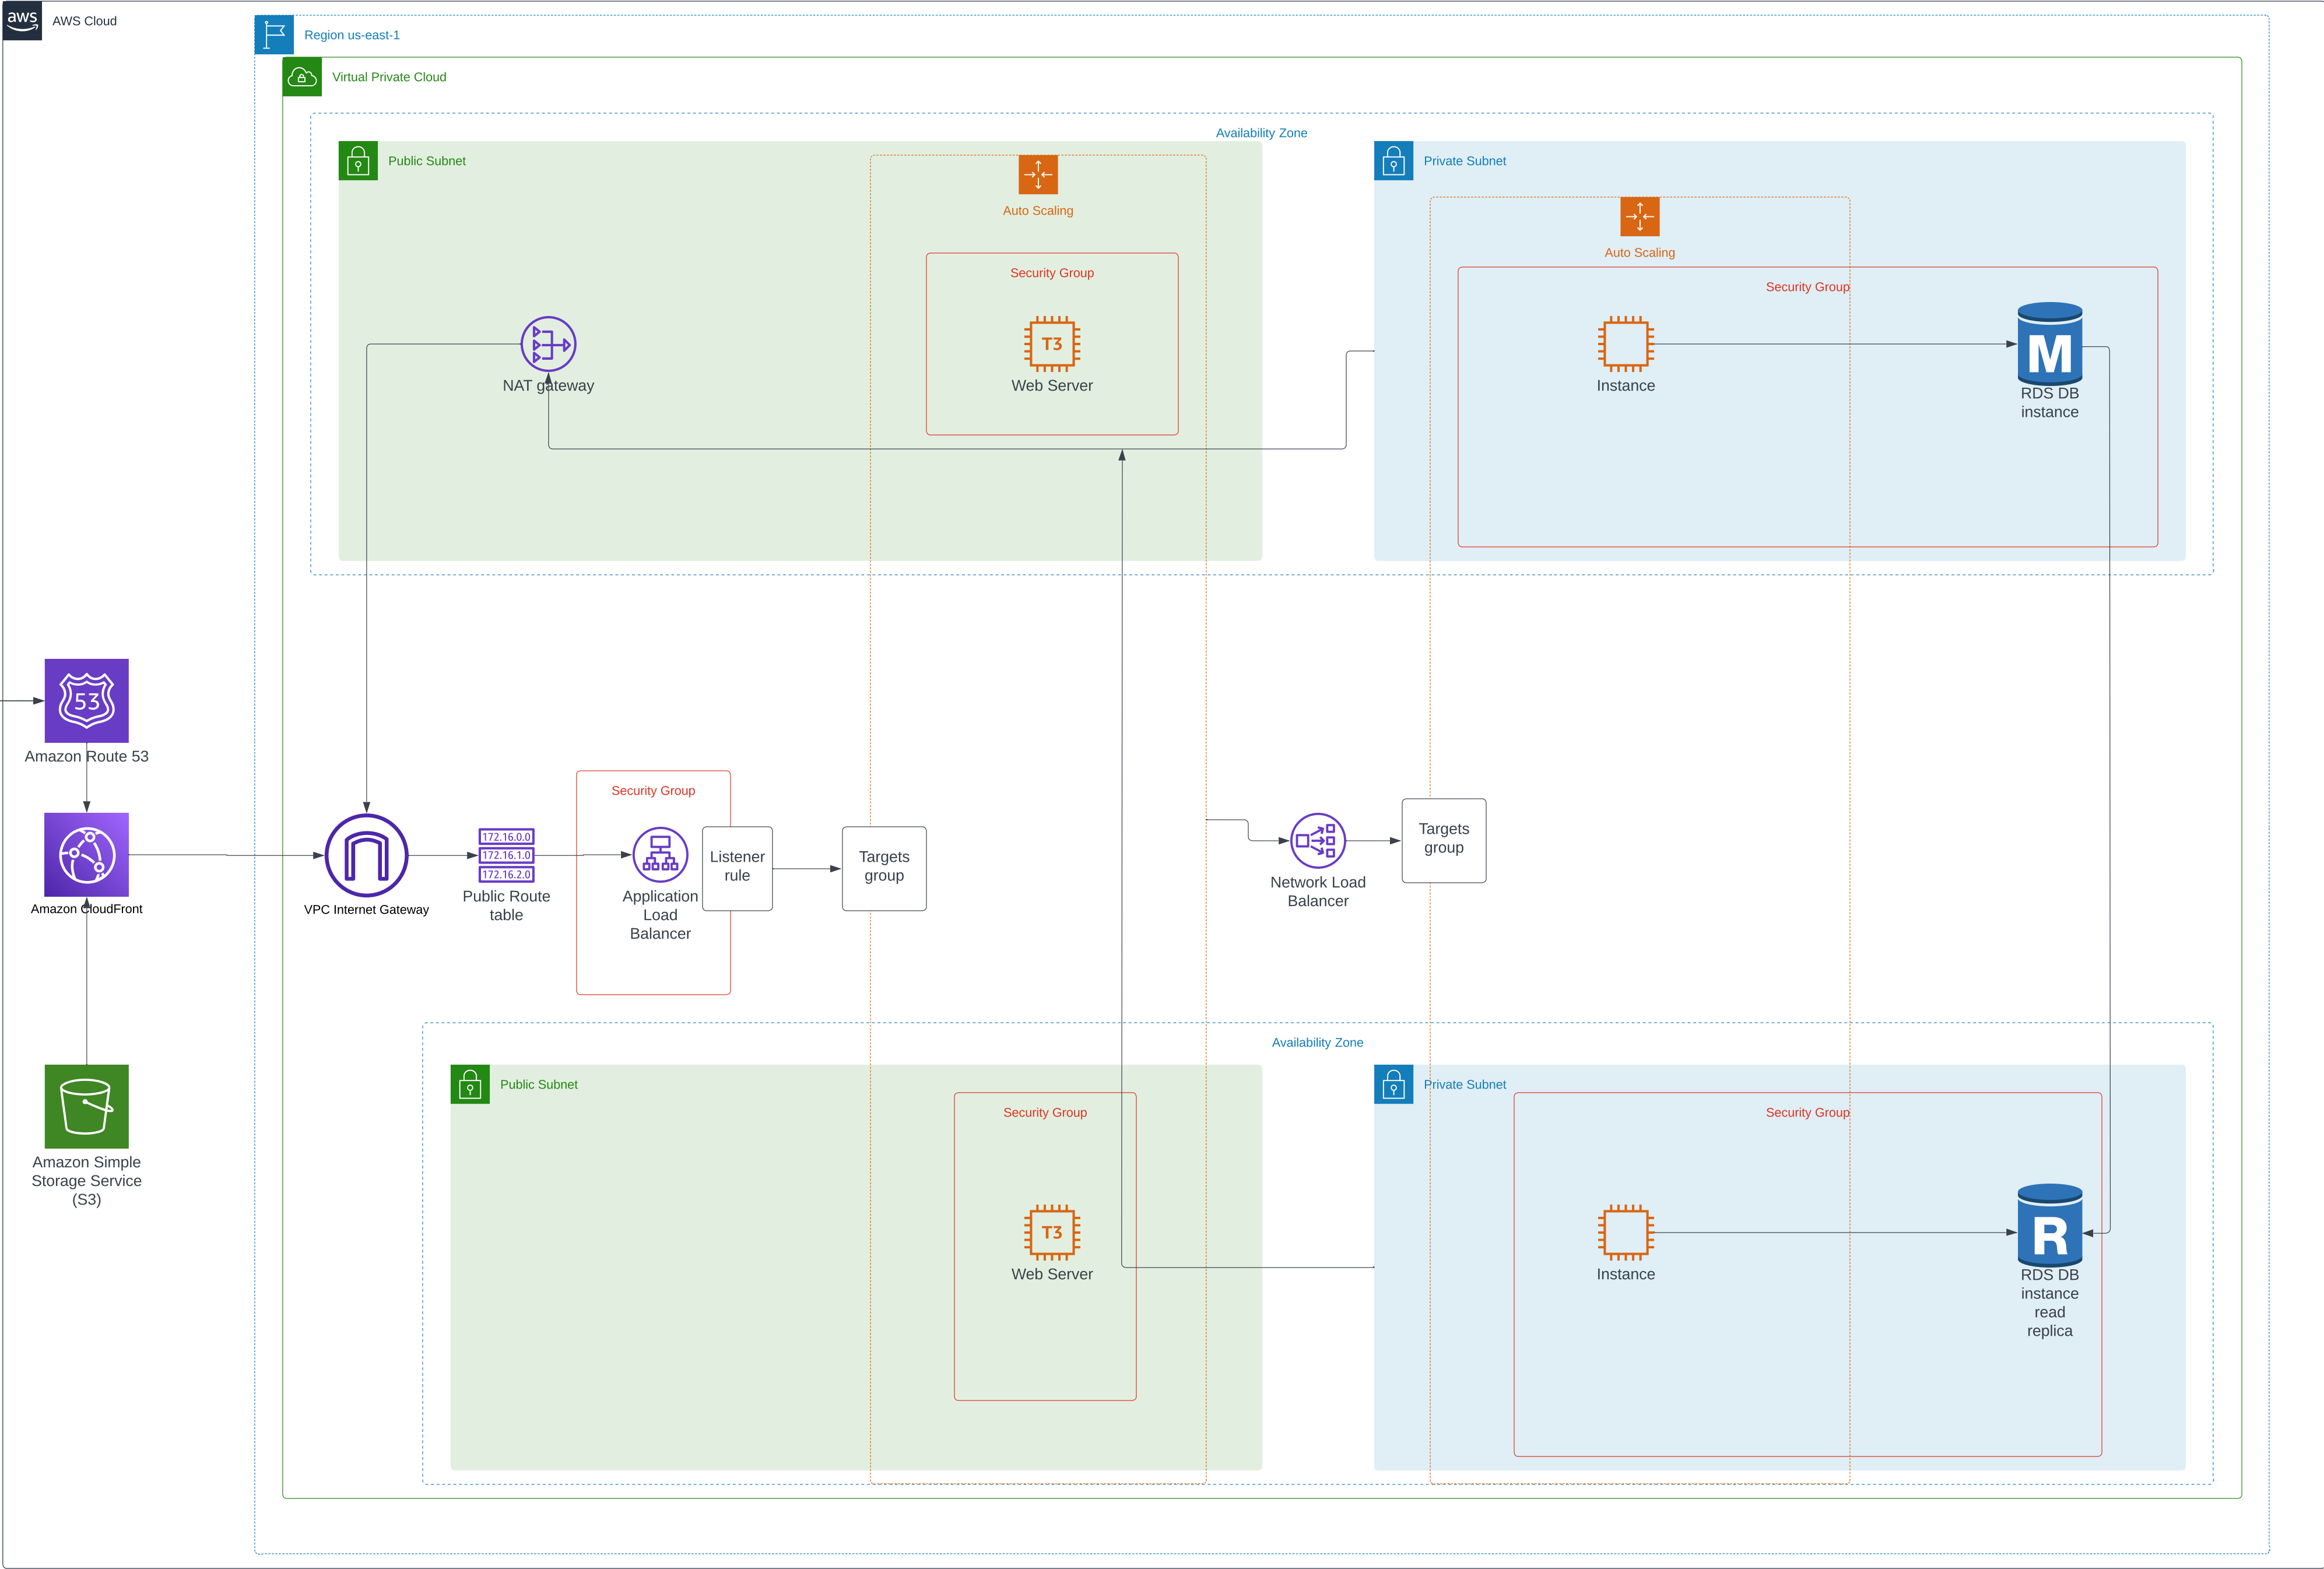 aws
AWS Cloud
Region us-east-1
Virtual Private Cloud
Availability Zone
Public Subnet
Auto Scaling
Security Group
T3
Web Server
NAT gateway
Private Subnet
Auto Scaling
Security Group
Instance
M
RDS DB
instance
53
Amazon Route 53
Amazon CloudFront
Amazon Simple
Storage Service
(S3)
VPC Internet Gateway
172.16.0.0
172.16.1.0
172.16.2.0
Public Route
table
Security Group
Application
Load
Balancer
Listener
rule
Targets
group
Network Load
Balancer
Targets
group
Availability Zone
Public Subnet
Security Group
T3
Web Server
Private Subnet
Security Group
Instance
R
RDS DB
instance
read
replica